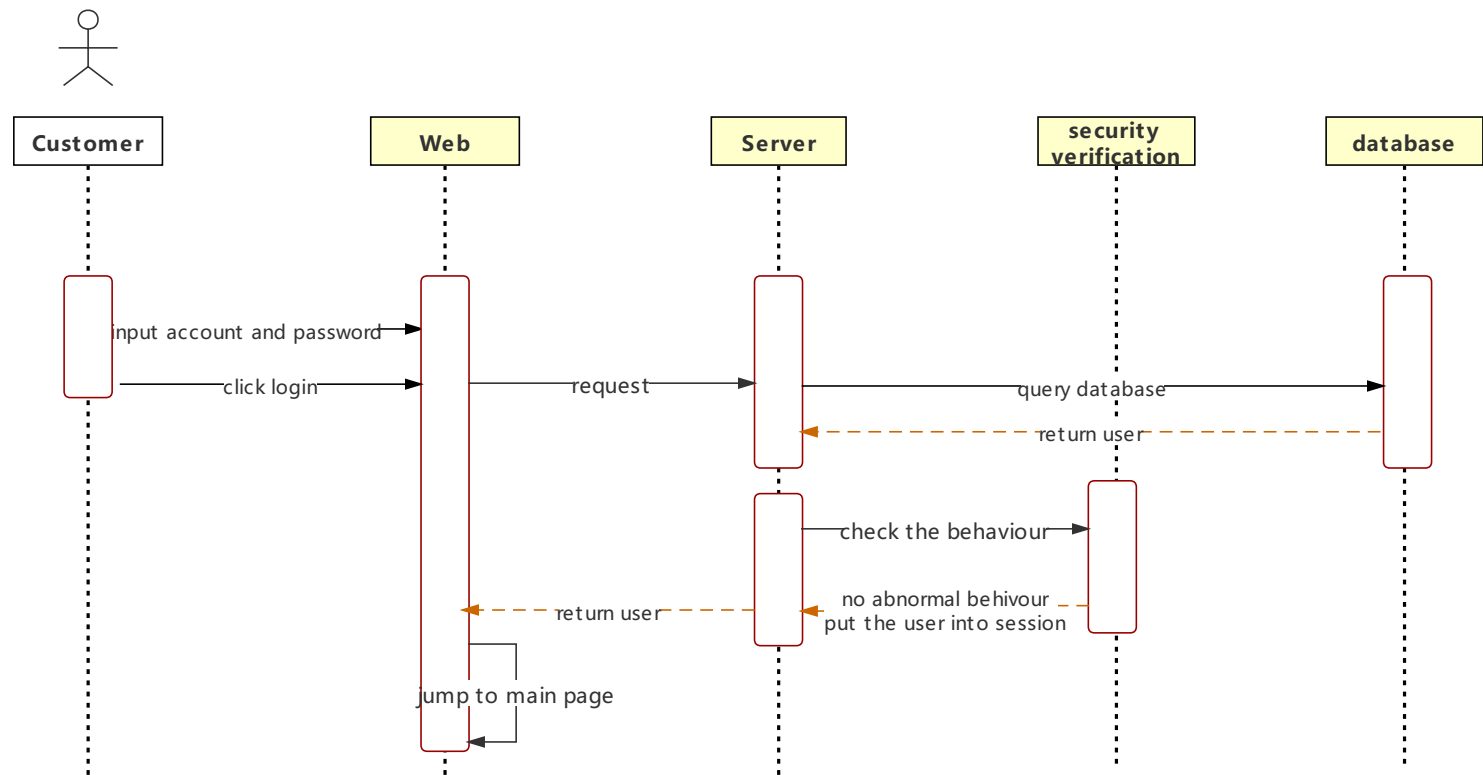 Customer
Web
Server
security
verification
database
input account and password
click login
request
query database
return user
check the behaviour
no abnormal behivour
put the user into session
return user
jump to main page